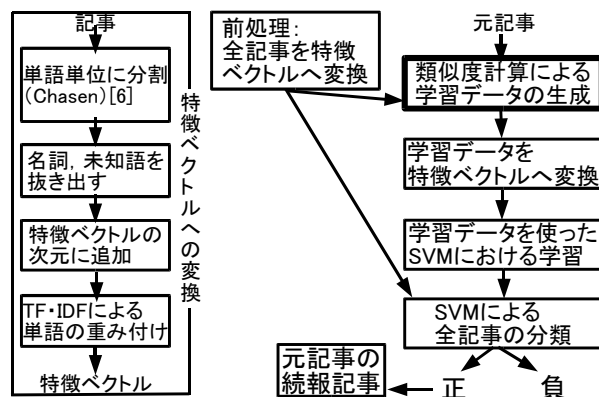 記事
単語単位に分割
(Chasen)[6]
名詞，未知語を
抜き出す
特徴ベクトルの
次元に追加
TF・IDFによる
単語の重み付け
特徴ベクトル
特徴ベクトルへの変換
前処理：
全記事を特徴
ベクトルへ変換
元記事
類似度計算による
学習データの生成
学習データを
特徴ベクトルへ変換
学習データを使った
SVMにおける学習
SVMによる
全記事の分類
正
負
元記事の
続報記事